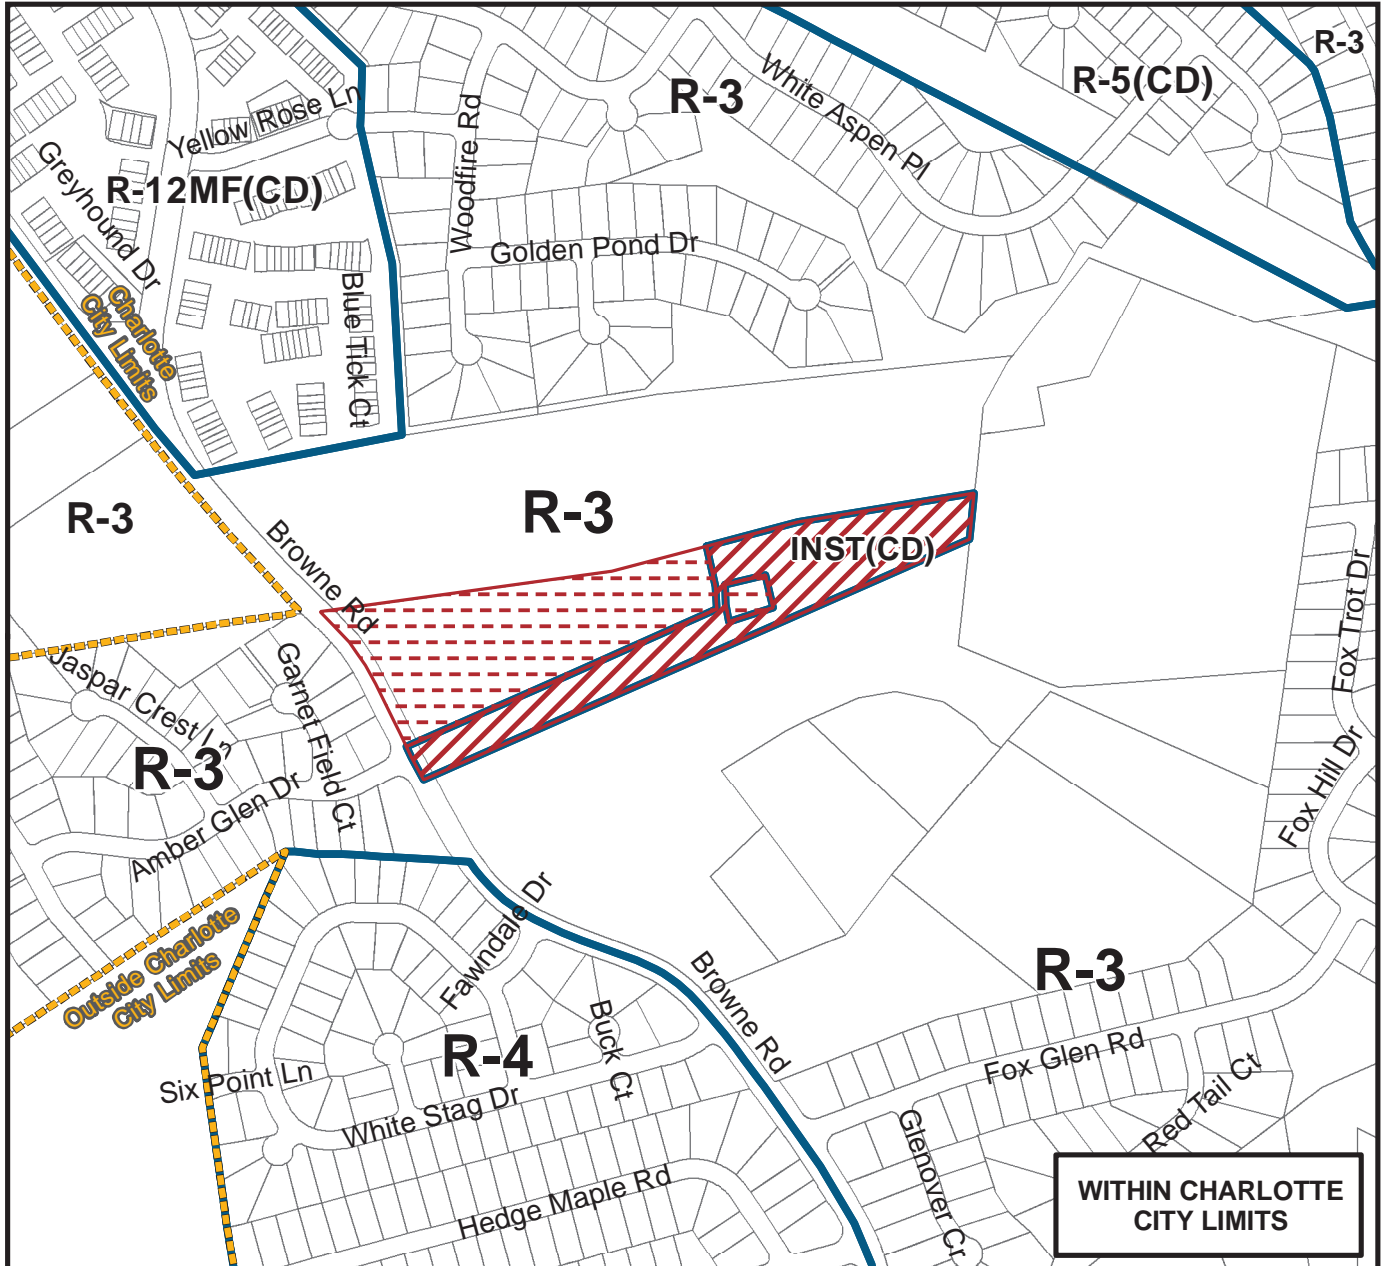 R-3
R-5(CD)
R-3
White Aspen Pl
Yellow Rose Ln
Woodfire Rd
Greyhound Dr
R-12MF(CD)
Golden Pond Dr
Blue Tick Ct
Charlotte
City Limits
R-3
R-3
Browne Rd
INST(CD)
Fox Trot Dr
Jaspar Crest Ln
Garnet Field Ct
R-3
Amber Glen Dr
Fox Hill Dr
Outside Charlotte
City Limits
Fawndale Dr
Buck Ct
Browne Rd
R-3
R-4
Six Point Ln
White Stag Dr
Fox Glen Rd
Red Tail Ct
Glenover Cr
Hedge Maple Rd
WITHIN CHARLOTTE
CITY LIMITS